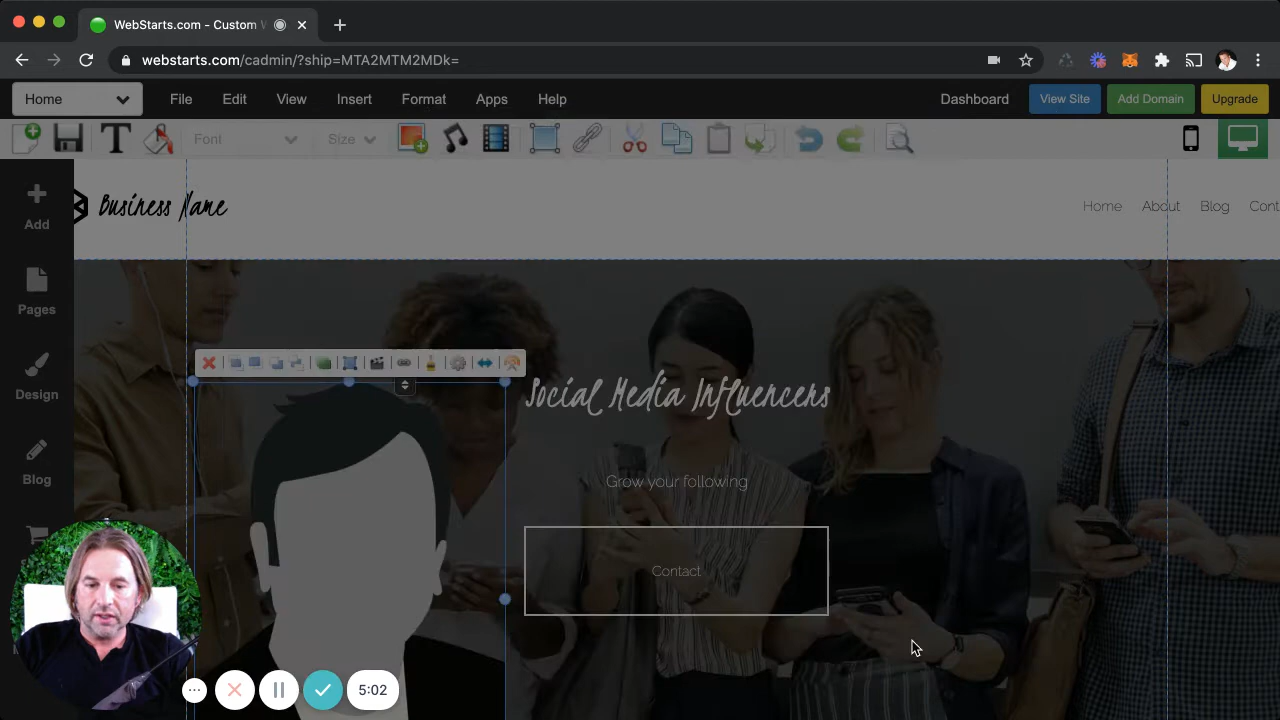 WebStarts.com - Custom W
webstarts.com/cadmin/?ship=MTA2MTM2MDk=
Home File Edit View Insert Format Apps Help Dashboard View Site Add Domain Upgrade
T Font Size
Business Name
Home About Blog Cont
Add
Pages
Design
Blog
Social Media Influencers
Grow your following
Contact
5:02